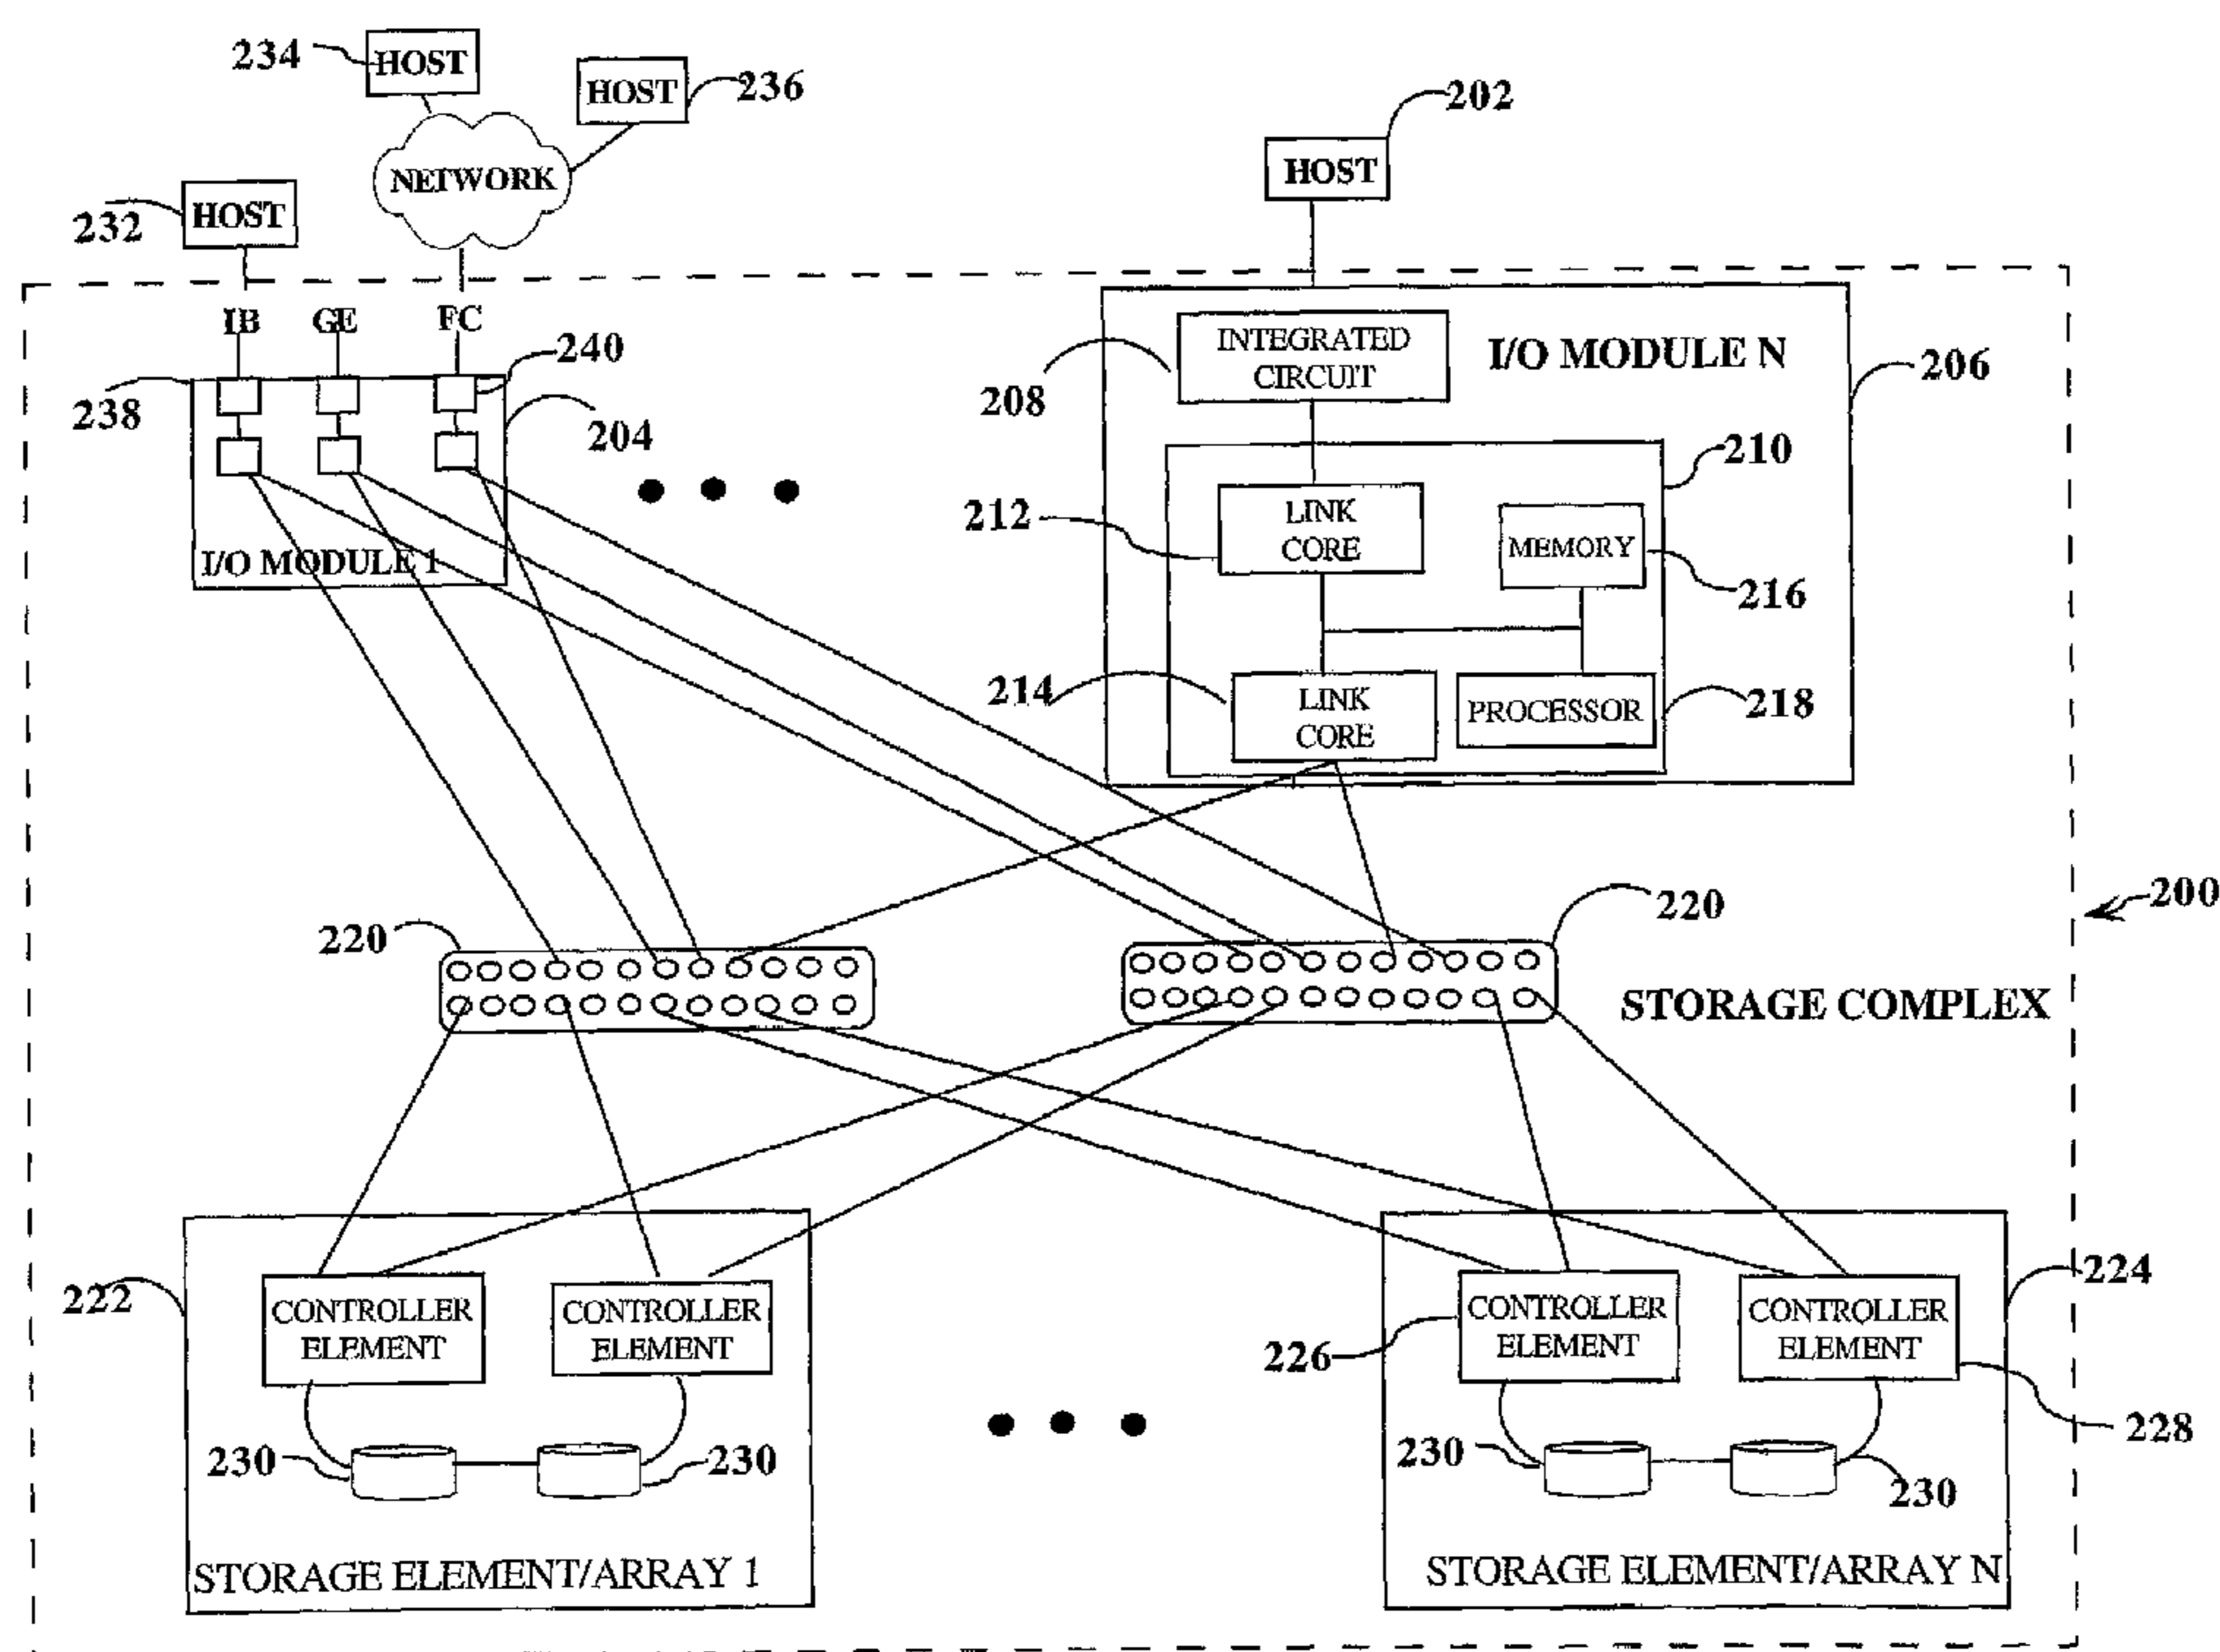 234
HOST
HOST
236
202
HOST
NETWORK
232
HOST
IB
GE
FC
240
238
204
I/O MODULE 1
INTEGRATED
CIRCUIT
I/O MODULE N
206
208
210
212
LINK
CORE
MEMORY
216
214
LINK
CORE
PROCESSOR
218
220
220
200
STORAGE COMPLEX
222
CONTROLLER
ELEMENT
CONTROLLER
ELEMENT
230
230
STORAGE ELEMENT/ARRAY 1
224
226
CONTROLLER
ELEMENT
CONTROLLER
ELEMENT
228
230
230
STORAGE ELEMENT/ARRAY N